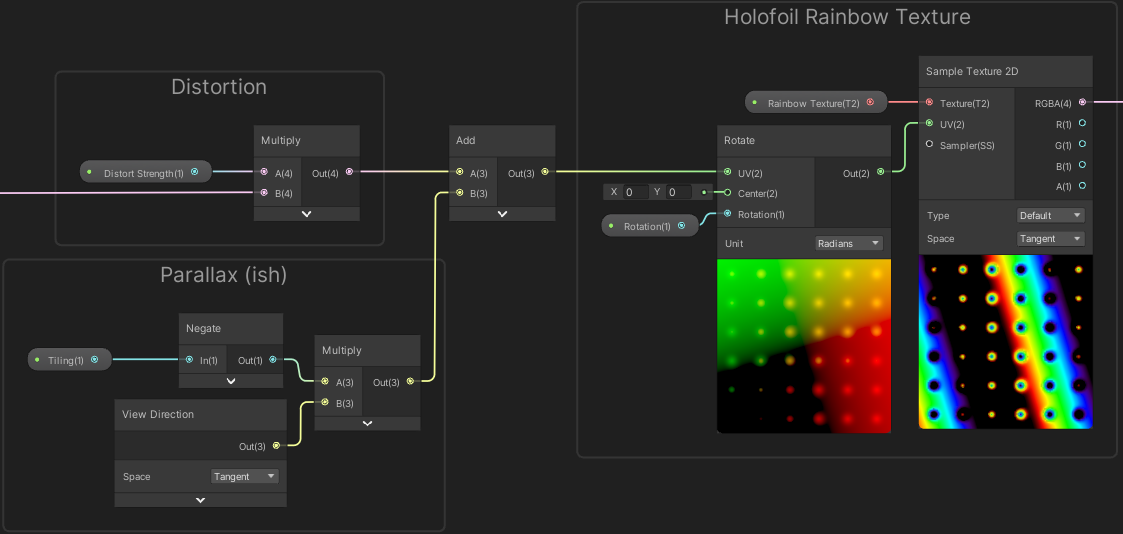 Holofoil Rainbow Texture
Distortion
Sample Texture 2D
Rainbow Texture(T2)
Texture(T2)
RGBA(4)
UV(2)
R(1)
Sampler(SS)
G(1)
B(1)
A(1)
Type
Default
Space
Tangent
Multiply
Distort Strength(1)
A(4)
Out(4)
B(4)
Add
A(3)
Out(3)
B(3)
Rotate
UV(2)
Out(2)
X 0 Y 0
Center(2)
Rotation(1)
Rotation(1)
Unit
Radians
Parallax (ish)
Negate
Tiling(1)
In(1)
Out(1)
Multiply
A(3)
Out(3)
B(3)
View Direction
Out(3)
Space
Tangent